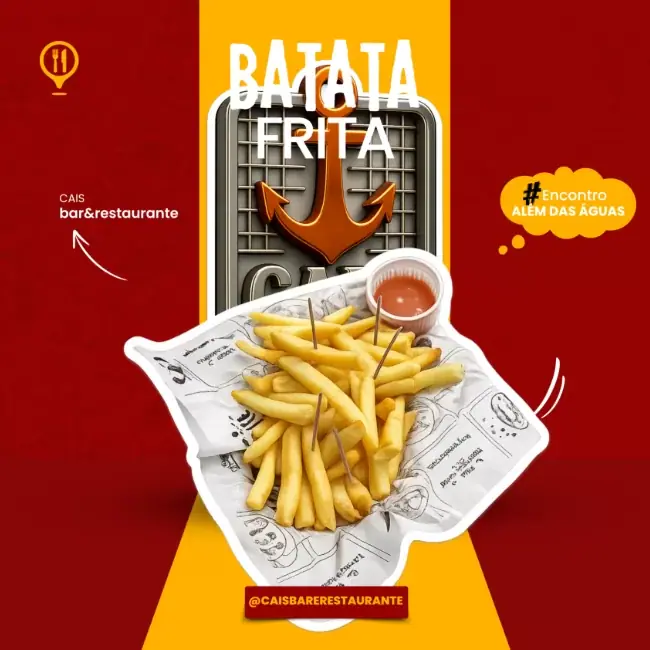 BATATA
FRITA
CAIS
bar&restaurante
#Encontro
ALÉM DAS ÁGUAS
@CAISBARERESTAURANTE